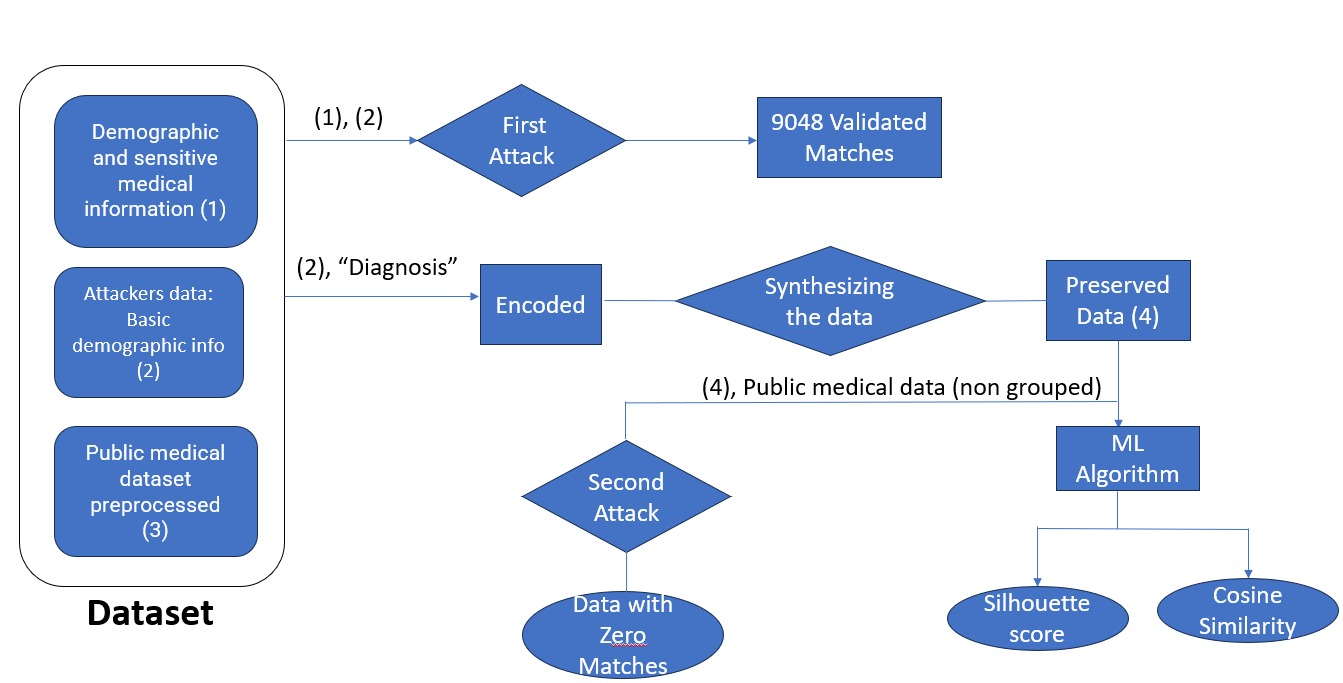 Demographic
and sensitive
medical
information (1)
Attackers data:
Basic
demographic info
(2)
Public medical
dataset
preprocessed
(3)
Dataset
(1), (2)
First
Attack
9048 Validated
Matches
(2), “Diagnosis”
Encoded
Synthesizing
the data
Preserved
Data (4)
(4), Public medical data (non grouped)
Second
Attack
Data with
Zero
Matches
ML
Algorithm
Silhouette
score
Cosine
Similarity